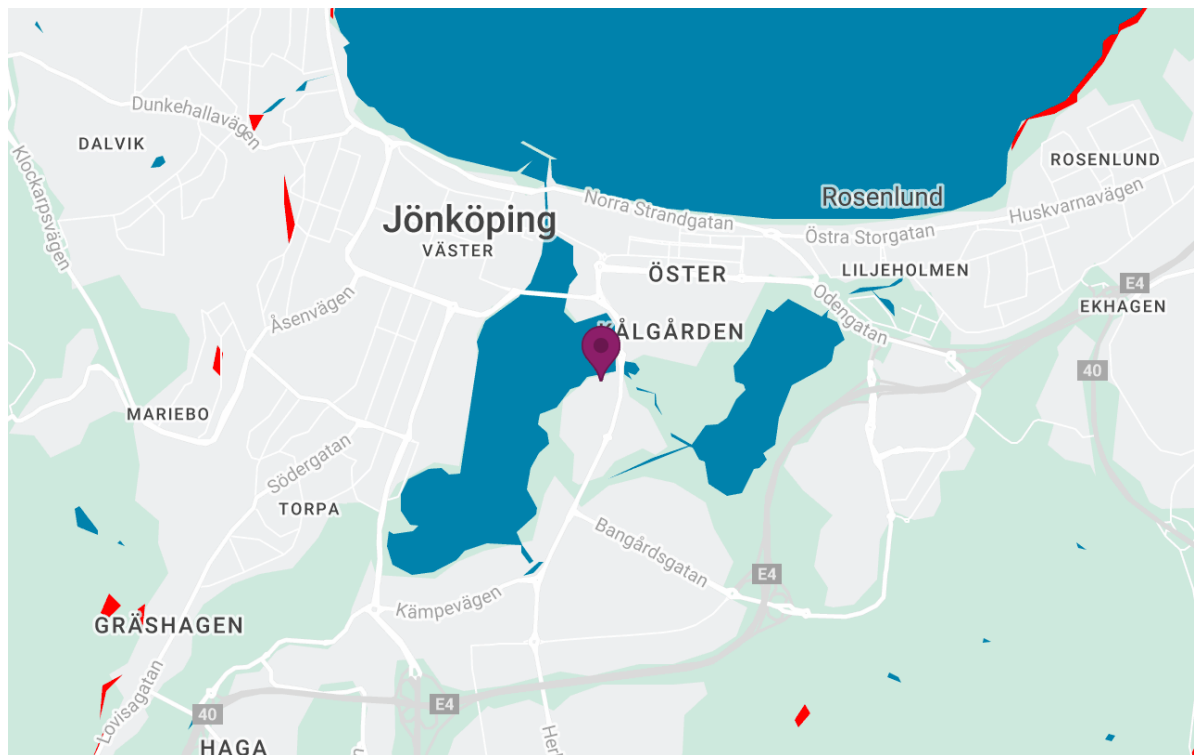 Dunkehallavägen
DALVIK
ROSENLUND
Klockarpsvägen
Rosenlund
Huskvarnavägen
Norra Strandgatan
Jönköping
VÄSTER
Östra Storgatan
ÖSTER
LILJEHOLMEN
E4
Åsenvägen
Odengatan
EKHAGEN
KÅLGÅRDEN
40
MARIEBO
Södergatan
TORPA
Bangårdsgatan
E4
Kämpevägen
GRÄSHAGEN
Lovisagatan
E4
40
HAGA